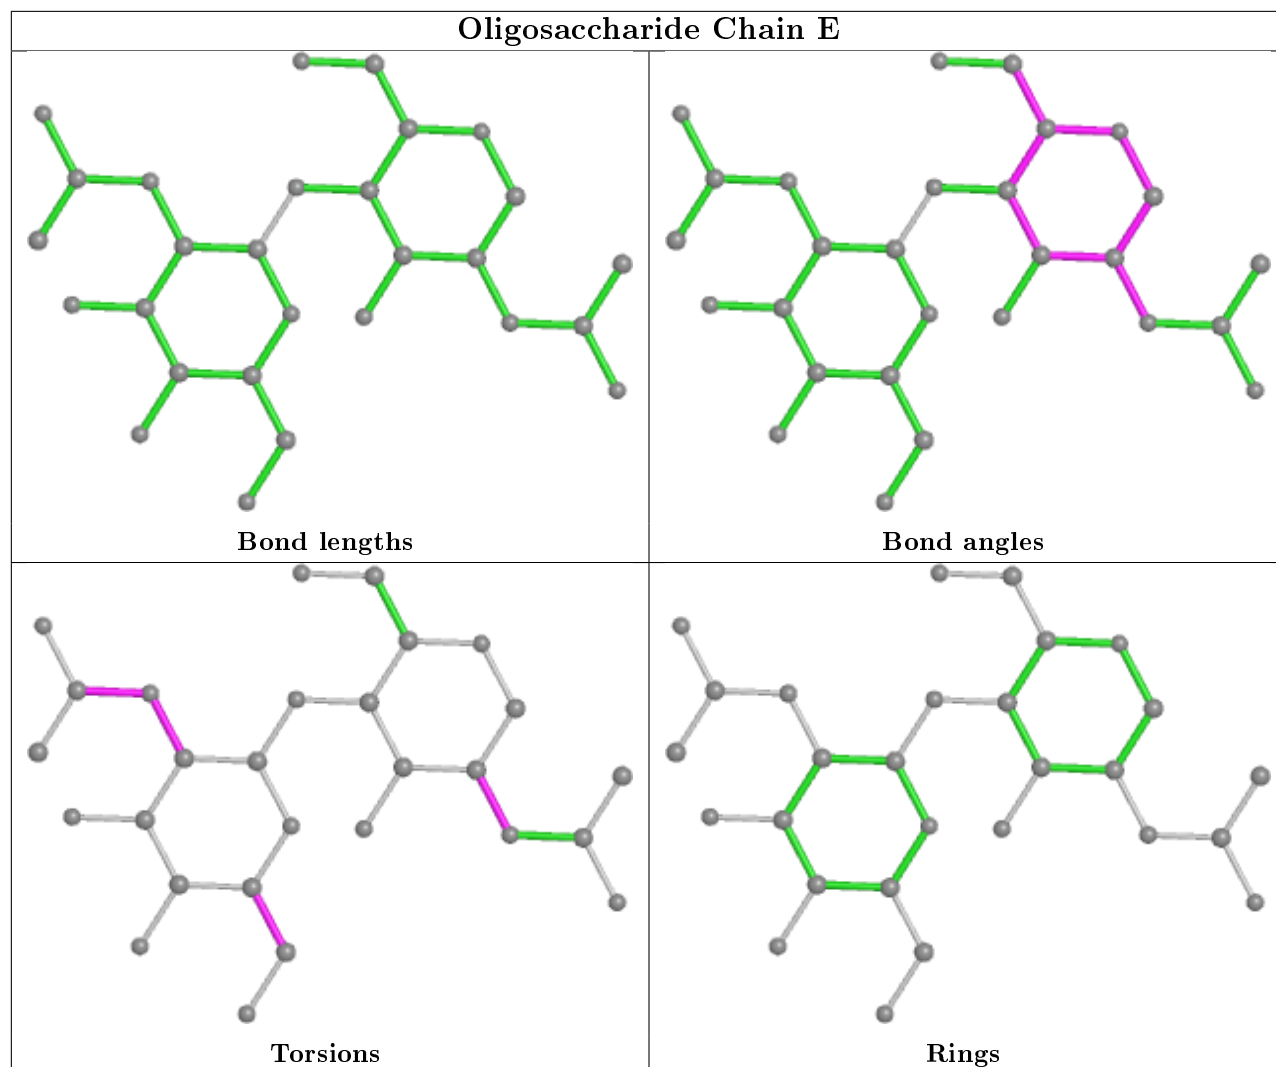 Oligosaccharide Chain E
Bond lengths
Bond angles
Torsions
Rings